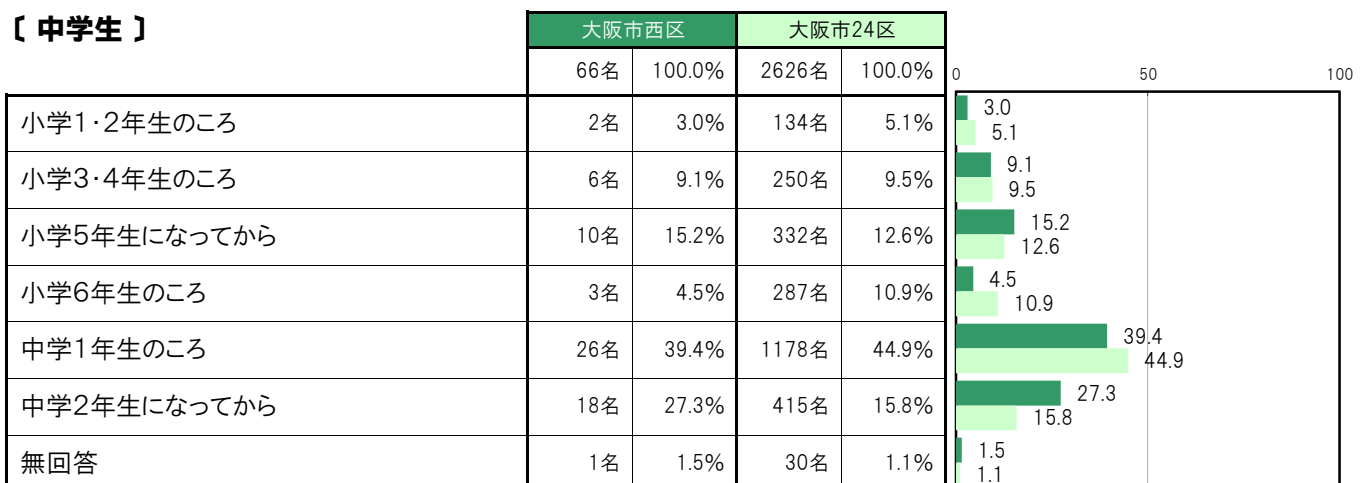 〔 中学生 〕
大阪市西区 大阪市24区
66名 100.0% 2626名 100.0%
0 50 100
小学1・2年生のころ 2名 3.0% 134名 5.1%
3.0
5.1
小学3・4年生のころ 6名 9.1% 250名 9.5%
9.1
9.5
小学5年生になってから 10名 15.2% 332名 12.6%
15.2
12.6
小学6年生のころ 3名 4.5% 287名 10.9%
4.5
10.9
中学1年生のころ 26名 39.4% 1178名 44.9%
39.4
44.9
中学2年生になってから 18名 27.3% 415名 15.8%
27.3
15.8
無回答 1名 1.5% 30名 1.1%
1.5
1.1